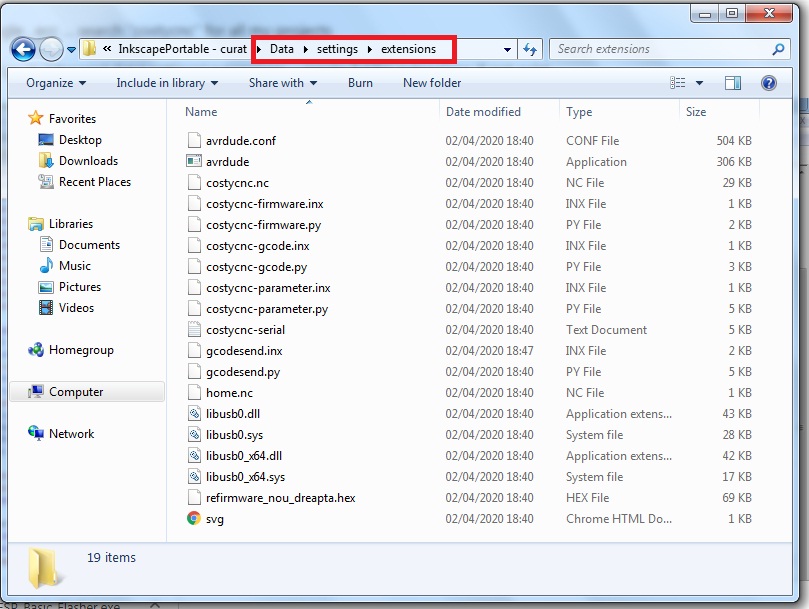 « InkscapePortable - curat ▸ Data ▸ settings ▸ extensions
Search extensions
Organize Include in library Share with Burn New folder
Name Date modified Type Size
Favorites
Desktop
Downloads
Recent Places
Libraries
Documents
Music
Pictures
Videos
Homegroup
Computer
Network
avrdude.conf 02/04/2020 18:40 CONF File 504 KB
avrdude 02/04/2020 18:40 Application 306 KB
costycnc.nc 02/04/2020 18:40 NC File 29 KB
costycnc-firmware.inx 02/04/2020 18:40 INX File 1 KB
costycnc-firmware.py 02/04/2020 18:40 PY File 2 KB
costycnc-gcode.inx 02/04/2020 18:40 INX File 1 KB
costycnc-gcode.py 02/04/2020 18:40 PY File 3 KB
costycnc-parameter.inx 02/04/2020 18:40 INX File 1 KB
costycnc-parameter.py 02/04/2020 18:40 PY File 5 KB
costycnc-serial 02/04/2020 18:40 Text Document 5 KB
gcodesend.inx 02/04/2020 18:47 INX File 2 KB
gcodesend.py 02/04/2020 18:40 PY File 5 KB
home.nc 02/04/2020 18:40 NC File 1 KB
libusb0.dll 02/04/2020 18:40 Application extens... 43 KB
libusb0.sys 02/04/2020 18:40 System file 28 KB
libusb0_x64.dll 02/04/2020 18:40 Application extens... 42 KB
libusb0_x64.sys 02/04/2020 18:40 System file 17 KB
refirmware_nou_dreapta.hex 02/04/2020 18:40 HEX File 69 KB
svg 02/04/2020 18:40 Chrome HTML Do... 1 KB
19 items
ESP_Basic_Flasher.exe